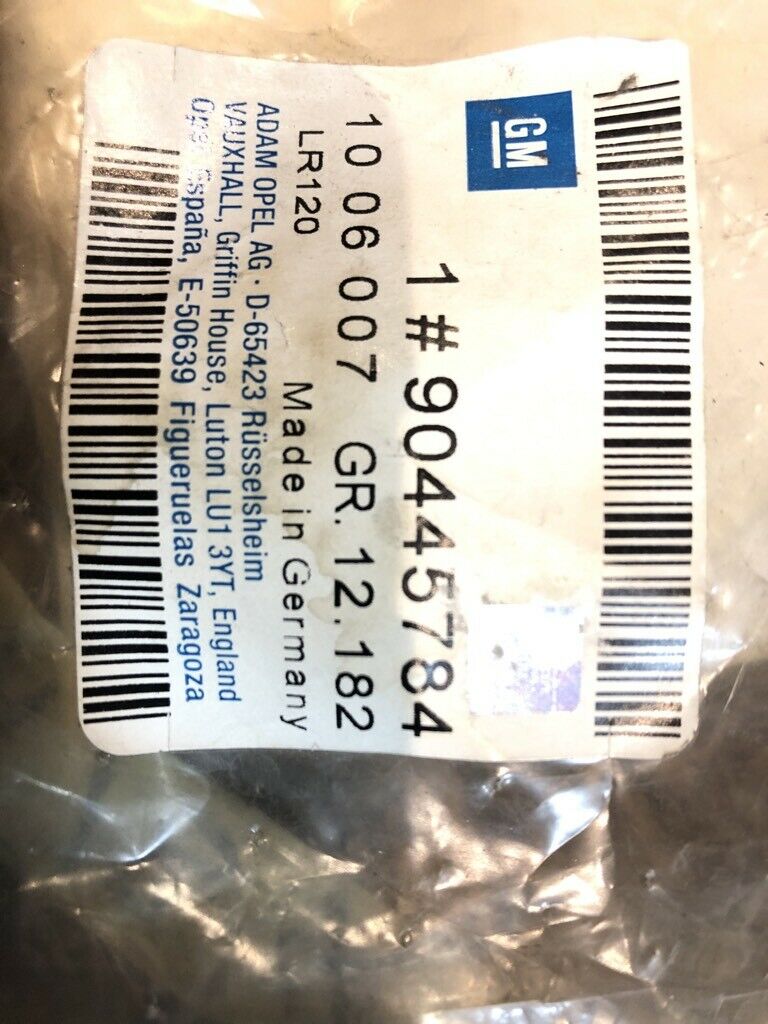 GM
1 # 90445784
10 06 007 GR. 12.182
LR120 Made in Germany
ADAM OPEL AG · D-65423 Rüsselsheim
VAUXHALL, Griffin House, Luton LU1 3YT, England
Opel España, E-50639 Figueruelas Zaragoza